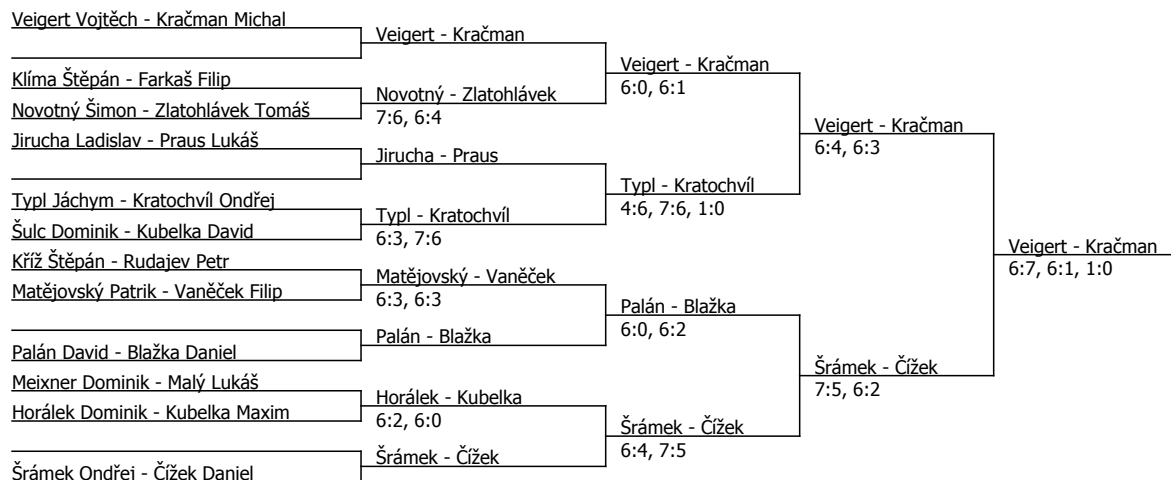 Veigert Vojtěch - Kračman Michal
Klíma Štěpán - Farkaš Filip
Novotný Šimon - Zlatohlávek Tomáš
Jirucha Ladislav - Praus Lukáš
Typl Jáchym - Kratochvíl Ondřej
Šulc Dominik - Kubelka David
Kříž Štěpán - Rudajev Petr
Matějovský Patrik - Vaněček Filip
Palán David - Blažka Daniel
Meixner Dominik - Malý Lukáš
Horálek Dominik - Kubelka Maxim
Šrámek Ondřej - Čížek Daniel
Veigert - Kračman
Novotný - Zlatohlávek
7:6, 6:4
Jirucha - Praus
Typl - Kratochvíl
6:3, 7:6
Matějovský - Vaněček
6:3, 6:3
Palán - Blažka
Horálek - Kubelka
6:2, 6:0
Šrámek - Čížek
Veigert - Kračman
6:0, 6:1
Typl - Kratochvíl
4:6, 7:6, 1:0
Palán - Blažka
6:0, 6:2
Šrámek - Čížek
6:4, 7:5
Veigert - Kračman
6:4, 6:3
Šrámek - Čížek
7:5, 6:2
Veigert - Kračman
6:7, 6:1, 1:0